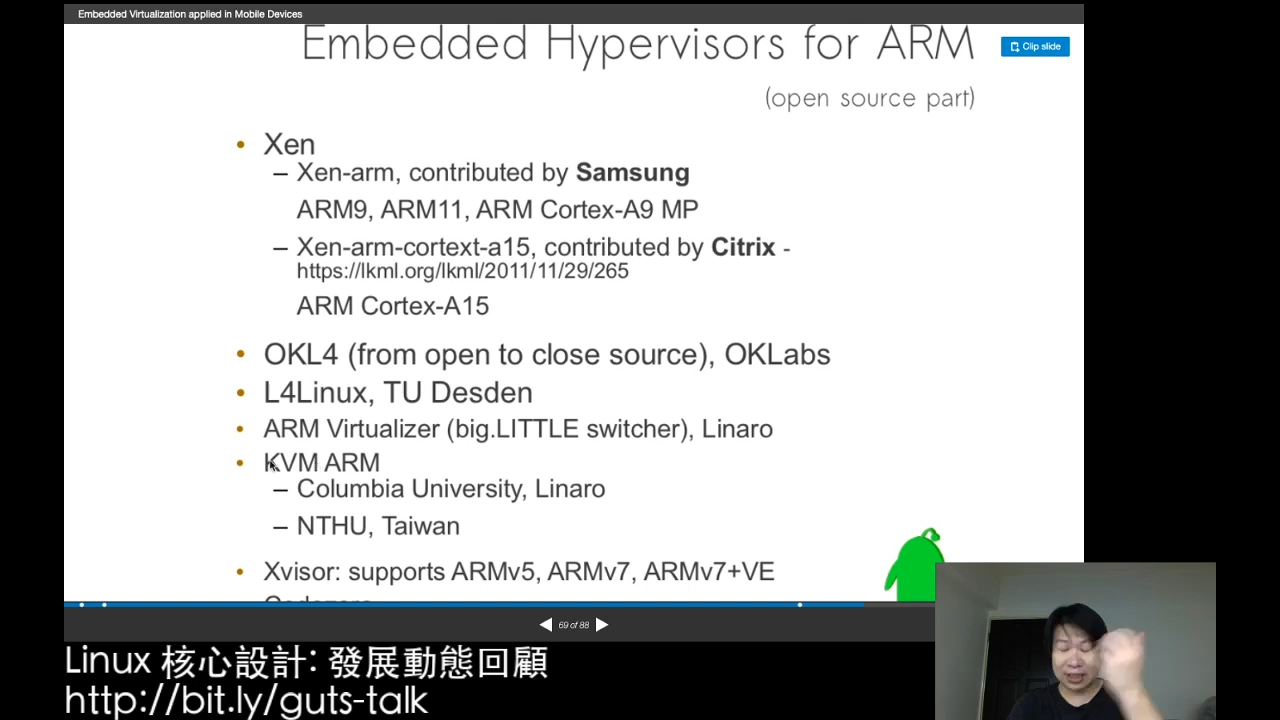 Embedded Virtualization applied in Mobile Devices
Embedded Hypervisors for ARM
Clip slide
(open source part)
• Xen
– Xen-arm, contributed by Samsung
ARM9, ARM11, ARM Cortex-A9 MP
– Xen-arm-cortext-a15, contributed by Citrix -
https://lkml.org/lkml/2011/11/29/265
ARM Cortex-A15
• OKL4 (from open to close source), OKLabs
• L4Linux, TU Desden
• ARM Virtualizer (big.LITTLE switcher), Linaro
• KVM ARM
– Columbia University, Linaro
– NTHU, Taiwan
• Xvisor: supports ARMv5, ARMv7, ARMv7+VE
69 of 88
Linux 核心設計: 發展動態回顧
http://bit.ly/guts-talk